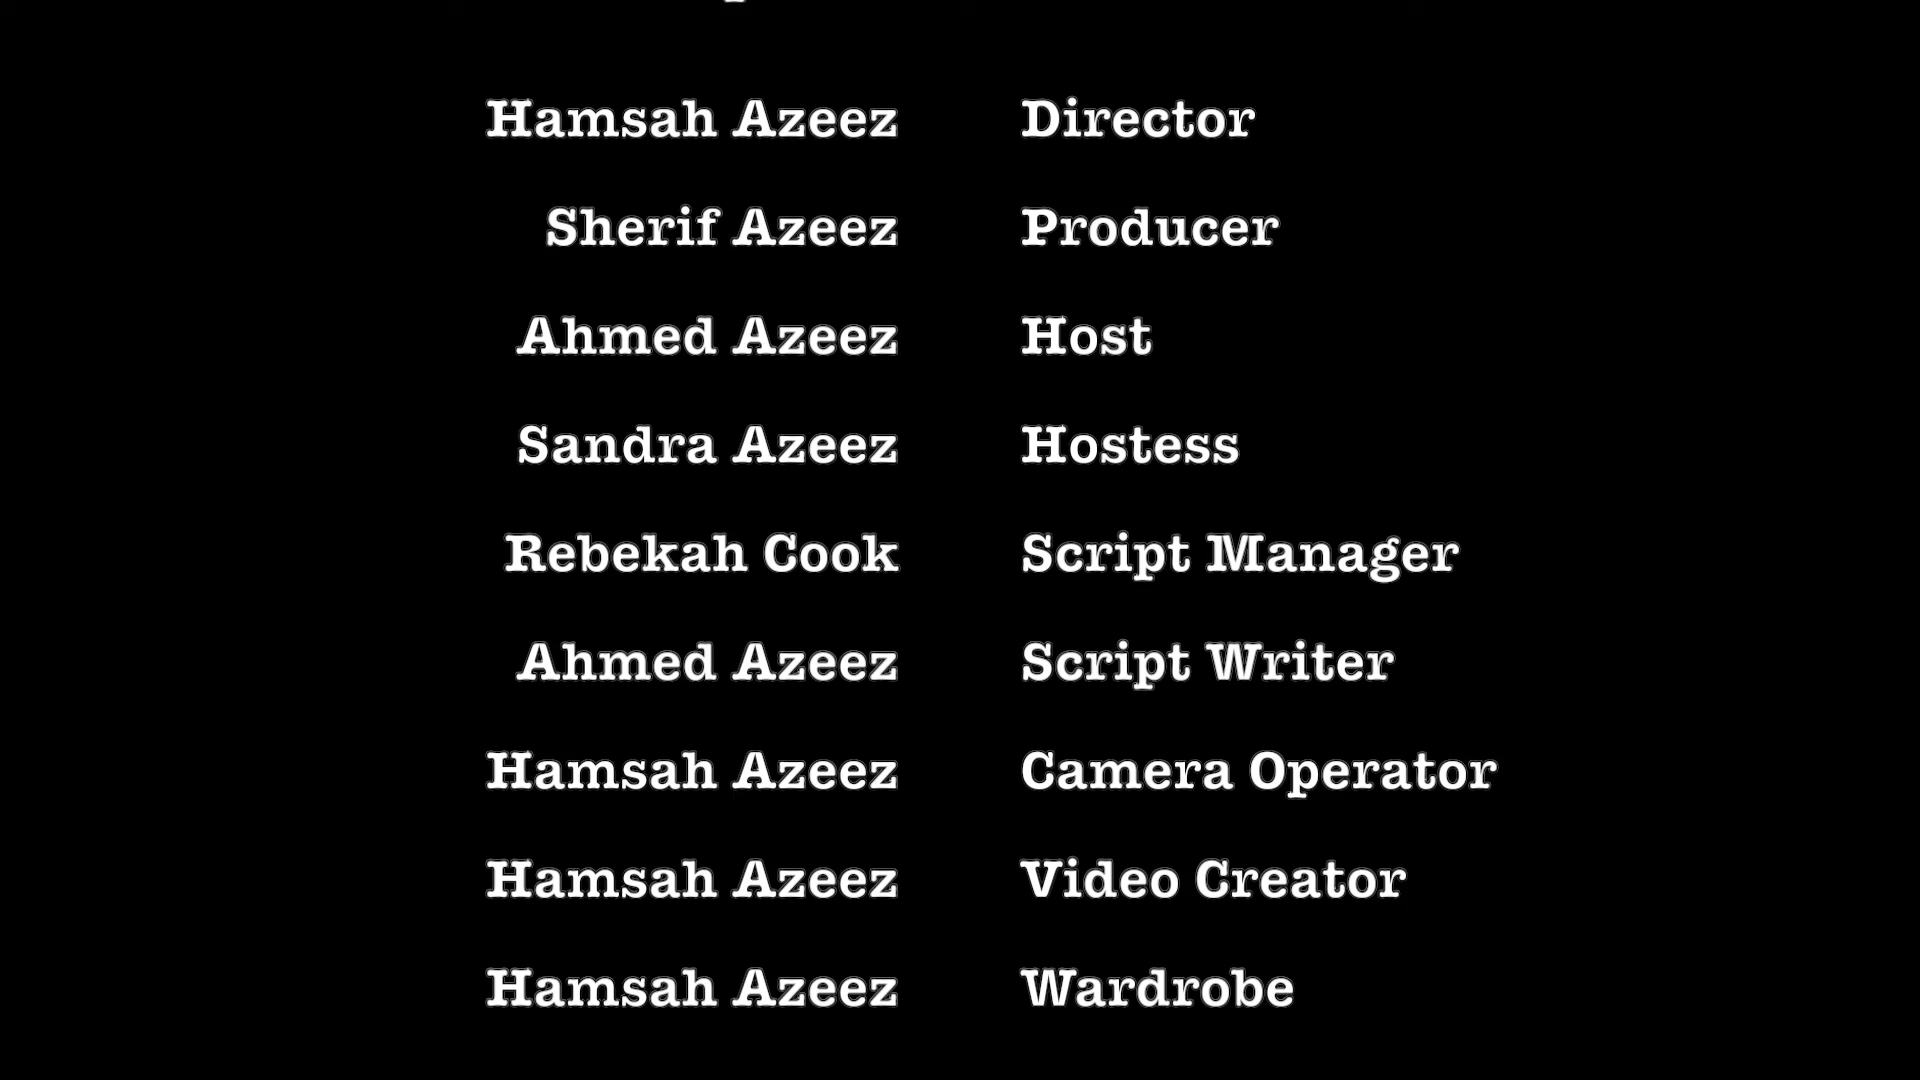 Hamsah Azeez Director
Sherif Azeez Producer
Ahmed Azeez Host
Sandra Azeez Hostess
Rebekah Cook Script Manager
Ahmed Azeez Script Writer
Hamsah Azeez Camera Operator
Hamsah Azeez Video Creator
Hamsah Azeez Wardrobe